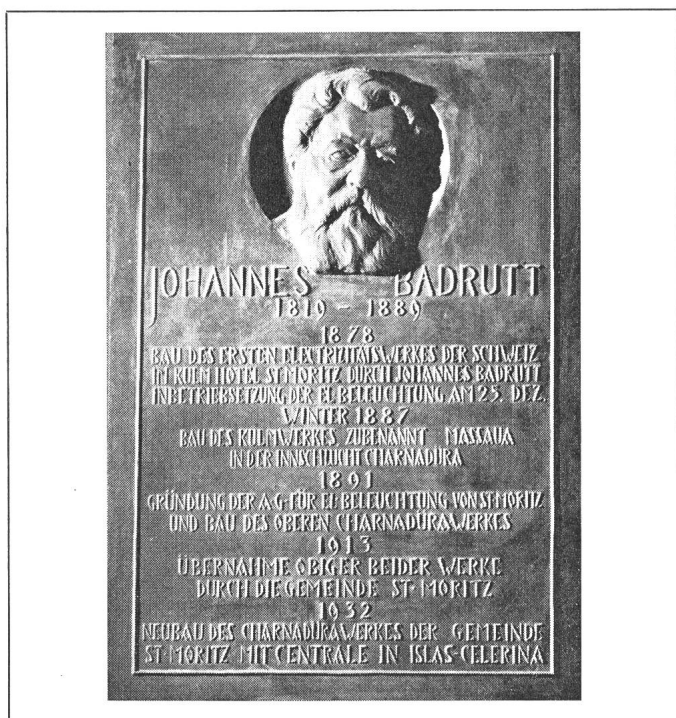 JOHANNES BADRUTT
1819 - 1889
1878
BAU DES ERSTEN ELECTRIZITÄTSWERKES DER SCHWEIZ
IM KULM HOTEL ST·MORITZ DURCH JOHANNES BADRUTT
INBETRIEBSETZUNG DER EL·BELEUCHTUNG AM 25. DEZ.
WINTER 1887
BAU DES KULMWERKES, ZUBENANNT MASSAUA
IN DER INNSCHLUCHT CHARNADÜRA
1891
GRÜNDUNG DER A·G·FÜR EL·BELEUCHTUNG VON ST·MORITZ
UND BAU DES OBEREN CHARNADÜRAWERKES
1913
ÜBERNAHME OBIGER BEIDER WERKE
DURCH DIE GEMEINDE ST·MORITZ
1932
NEUBAU DES CHARNADÜRAWERKES DER GEMEINDE
ST·MORITZ MIT CENTRALE IN ISLAS-CELERINA